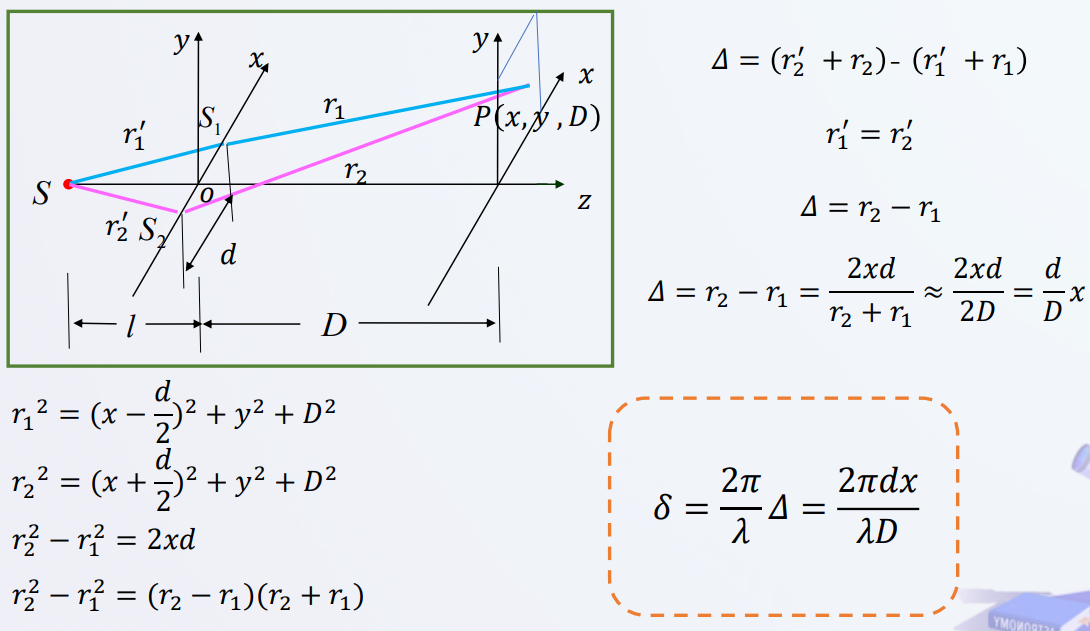 y
x
y
x
S₁
r₁
r₁′
P(x, y , D)
r₂
S
o
z
r₂′
S₂
d
l
D
Δ = (r₂′ + r₂) - (r₁′ + r₁)
r₁′ = r₂′
Δ = r₂ − r₁
Δ = r₂ − r₁ = 2xd / (r₂ + r₁) ≈ 2xd / 2D = d/D x
r₁² = (x − d/2)² + y² + D²
r₂² = (x + d/2)² + y² + D²
r₂² − r₁² = 2xd
r₂² − r₁² = (r₂ − r₁)(r₂ + r₁)
δ = 2π/λ Δ = 2πdx/λD